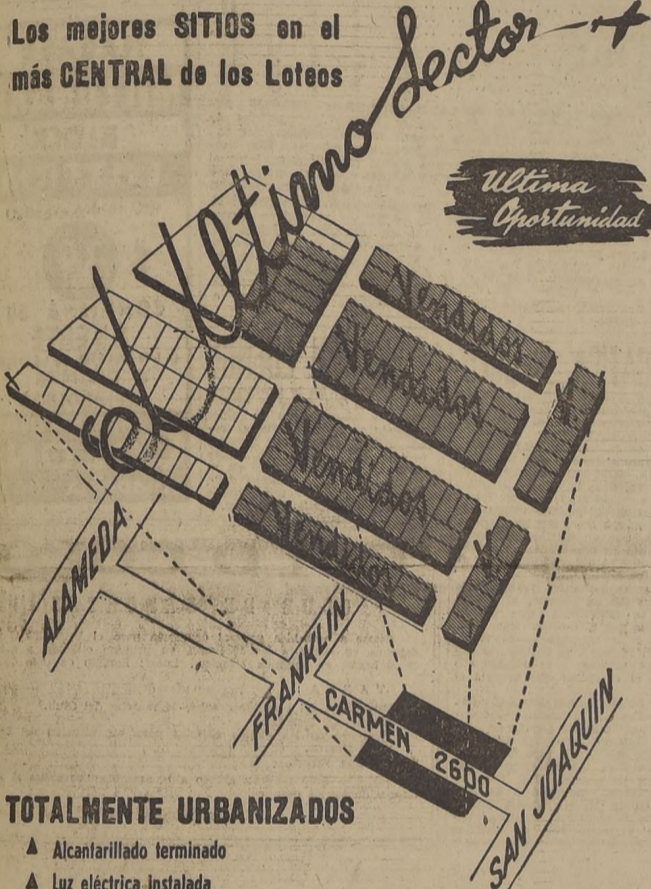 Los mejores SITIOS en el
más CENTRAL de los Loteos
Ultimo Sector
Ultima
Oportunidad
Vendidos
Vendidos
Vendidos
Vendidos
V.
V.
ALAMEDA
FRANKLIN
CARMEN 2600
SAN JOAQUIN
TOTALMENTE URBANIZADOS
Alcantarillado terminado
Luz eléctrica instalada